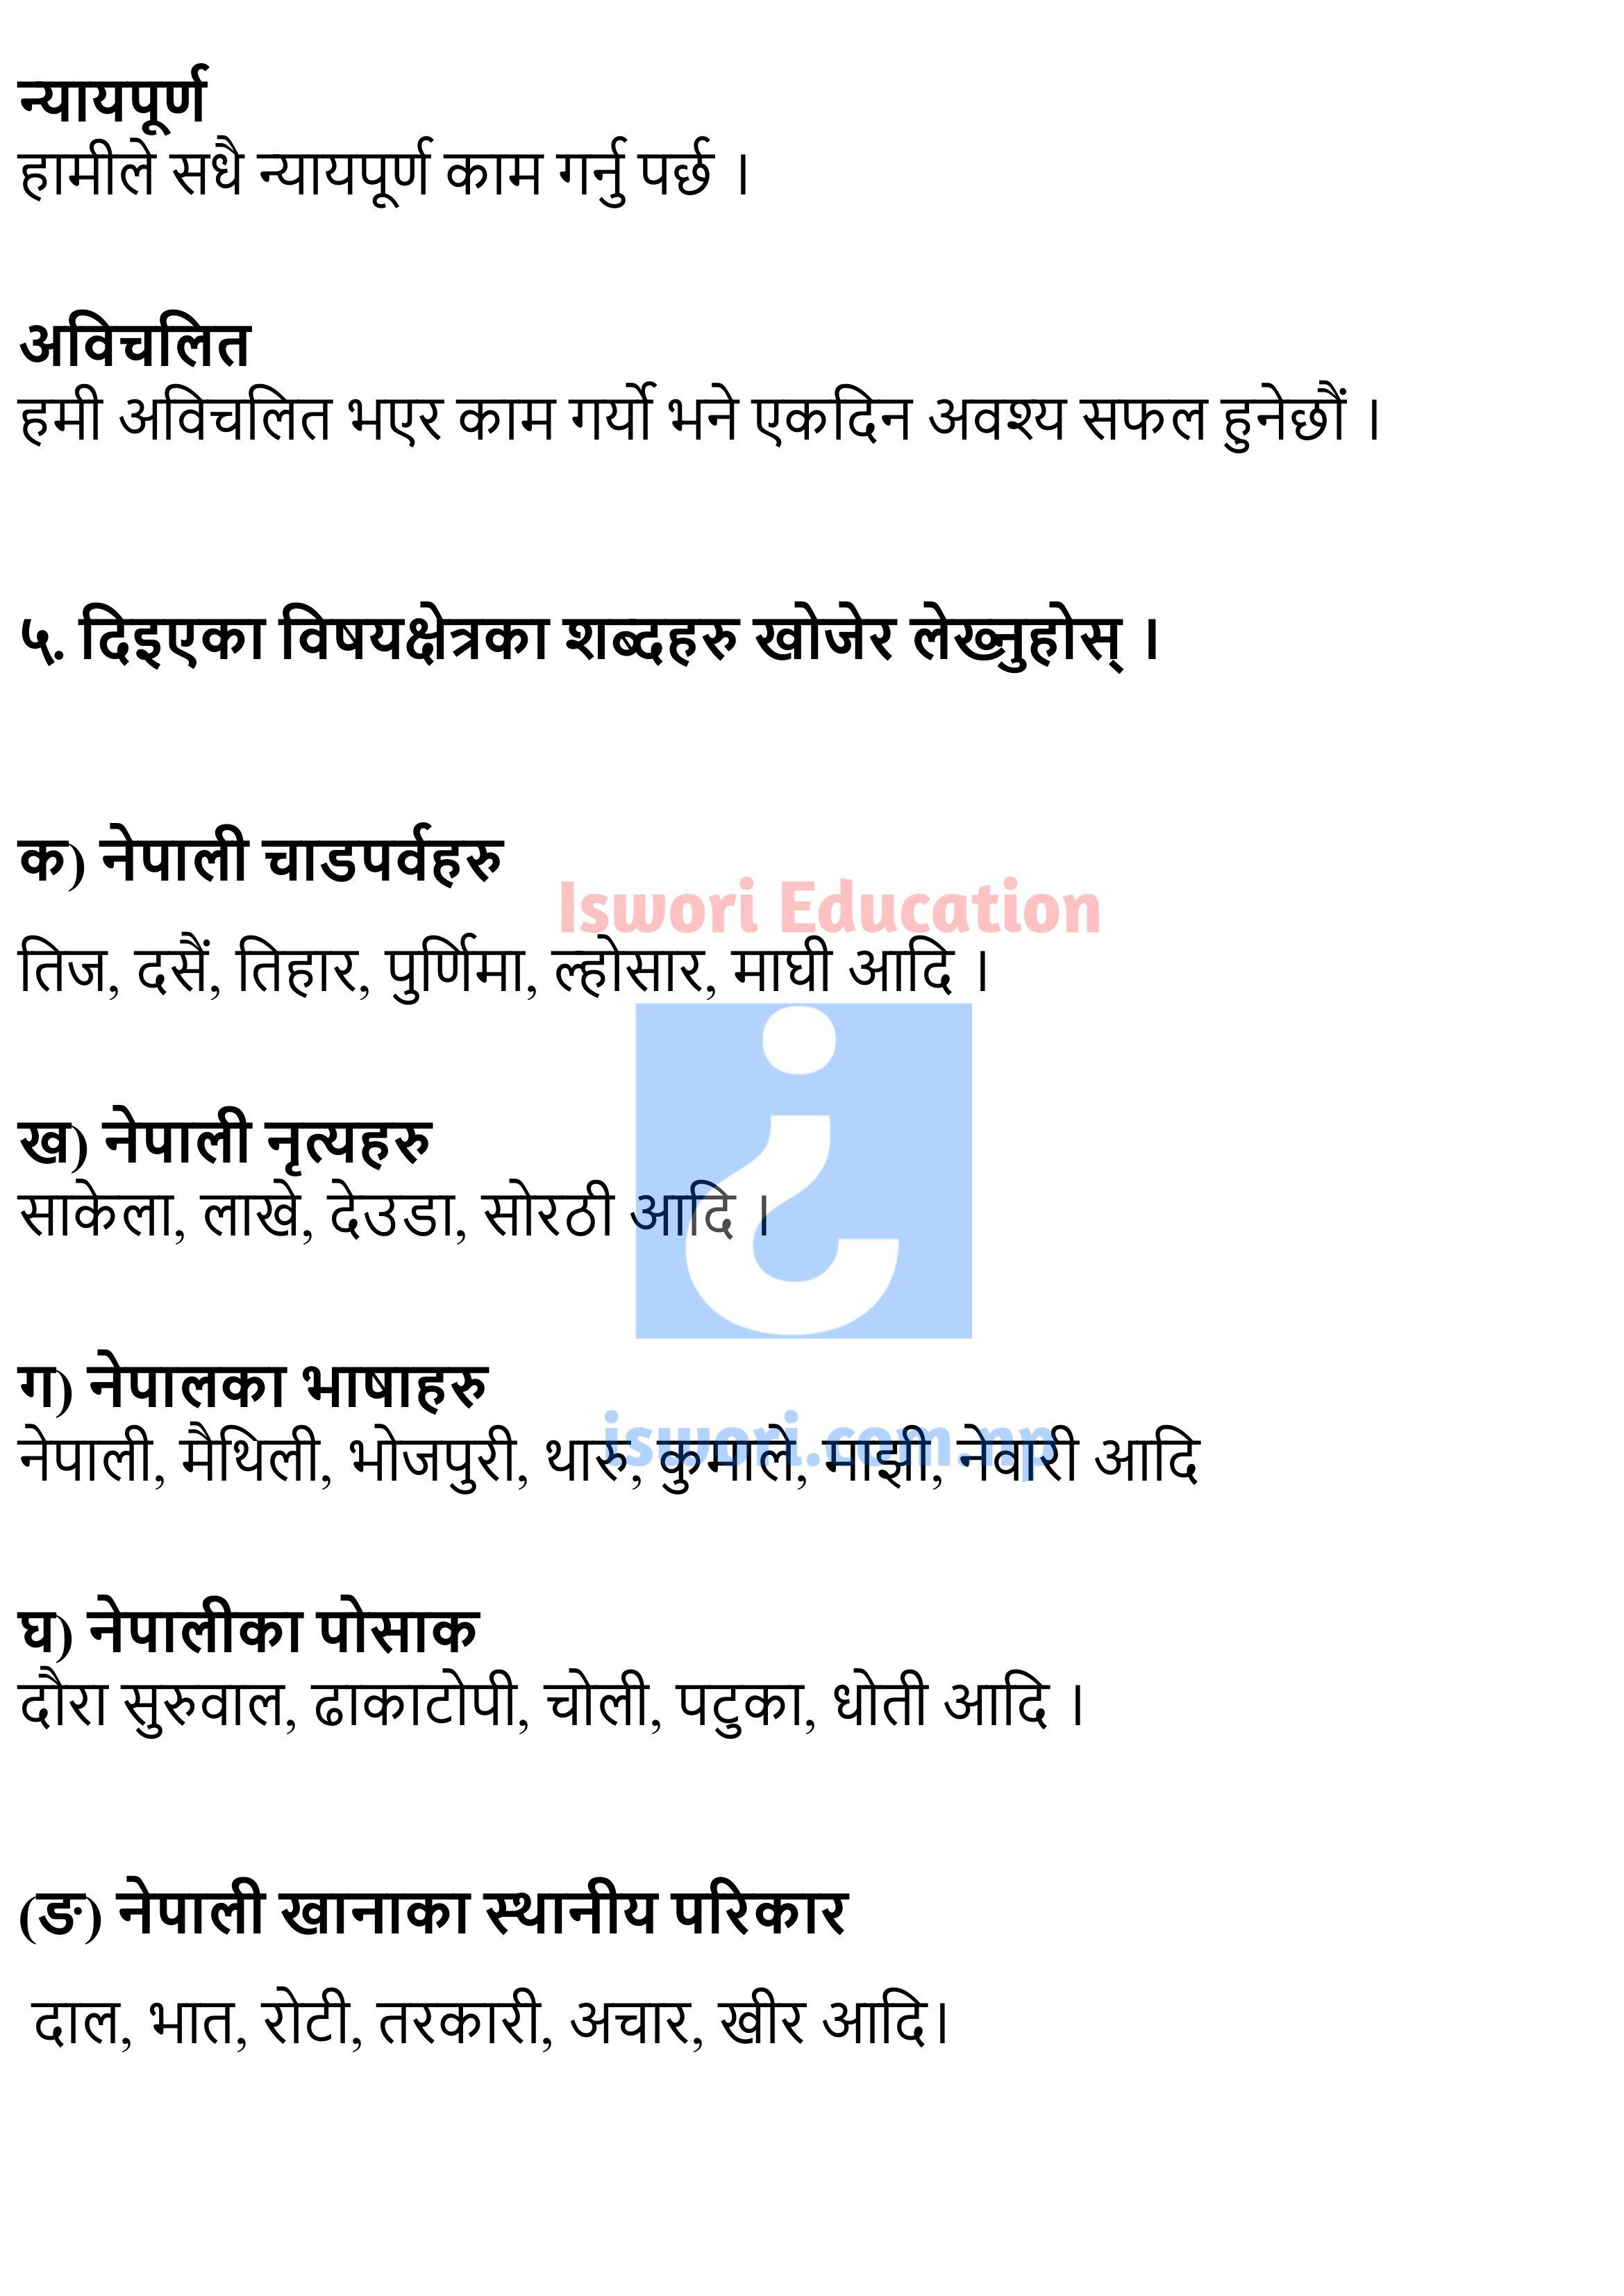 न्यायपूर्ण
हामीले सधै न्यायपूर्ण काम गर्नु पर्छ ।
अविचलित
हमी अविचलित भएर काम गर्यो भने एकदिन अवश्य सफल हुनेछौं ।
५. दिइएका विषयक्षेत्रका शब्दहरु खोजेर लेख्नुहोस् ।
क) नेपाली चाडपर्वहरु
Iswori Education
तिज, दसैं, तिहार, पुर्णिमा, ल्होसार, माघी आदि ।
ख) नेपाली नृत्यहरु
साकेला, लाखे, देउडा, सोरठी आदि ।
ग) नेपालका भाषाहरु
iswori.com.np
नेपाली, मैथिली, भोजपुरी, थारु, कुमाले, माझी, नेवारी आदि
घ) नेपालीका पोसाक
दौरा सुरुवाल, ढाकाटोपी, चोली, पटुका, धोती आदि ।
(ङ) नेपाली खानाका स्थानीय परिकार
दाल, भात, रोटी, तरकारी, अचार, खीर आदि।